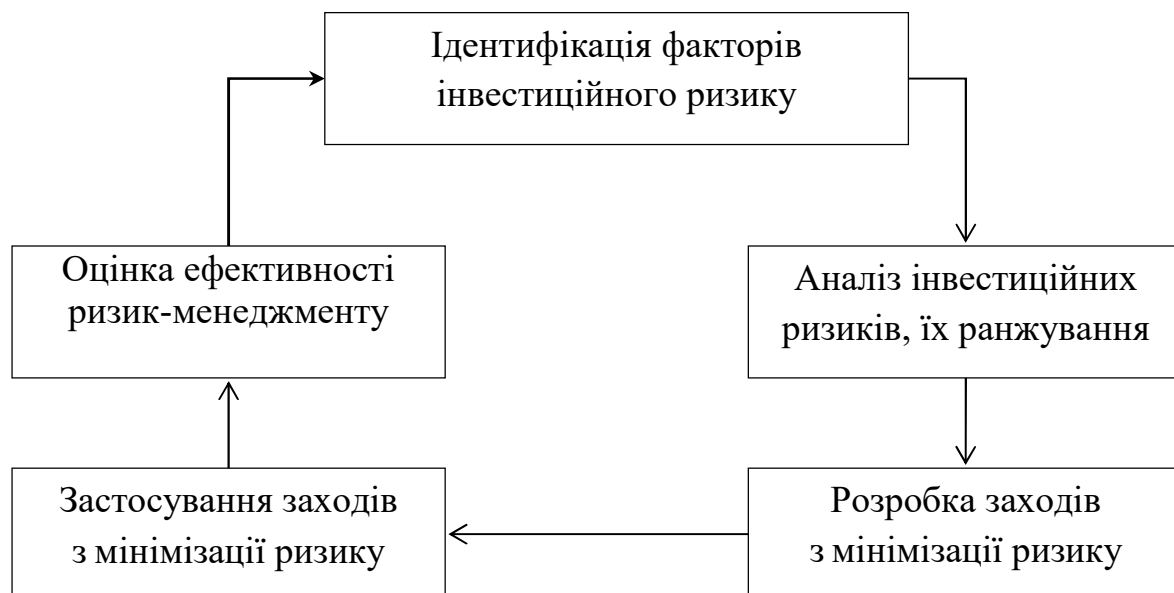 Ідентифікація факторів
інвестиційного ризику
Оцінка ефективності
ризик-менеджменту
Аналіз інвестиційних
ризиків, їх ранжування
Застосування заходів
з мінімізації ризику
Розробка заходів
з мінімізації ризику